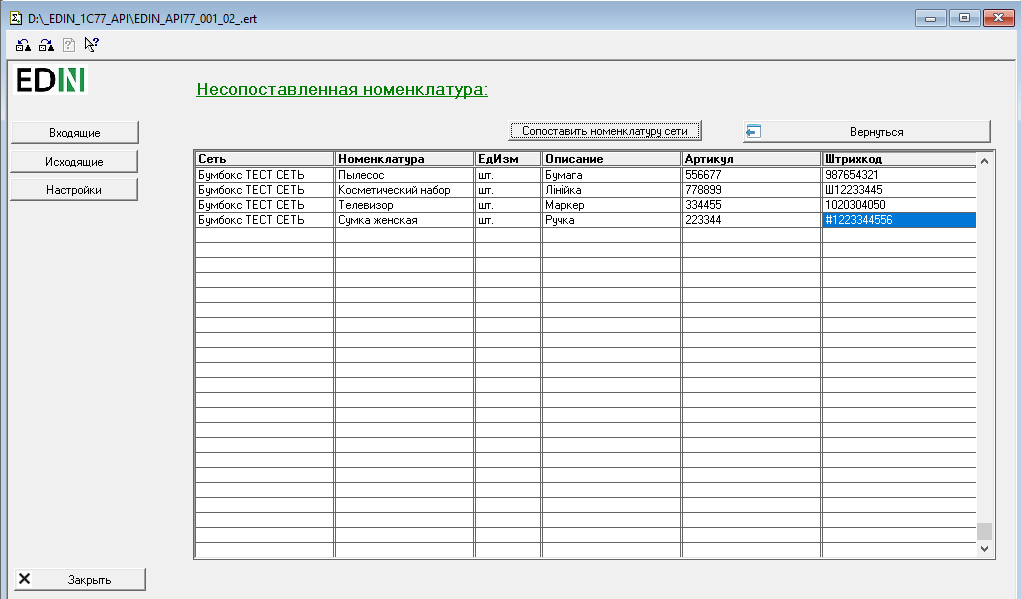 D:\_EDIN_1C77_API\EDIN_API77_001_02_.ert
EDIN
Несопоставленная номенклатура:
Входящие
Сопоставить номенклатуру сети
Вернуться
Исходящие
Настройки
Сеть Номенклатура ЕдИзм Описание Артикул Штрихкод
Бумбокс ТЕСТ СЕТЬ Пылесос шт. Бумага 556677 987654321
Бумбокс ТЕСТ СЕТЬ Косметический набор шт. Лінійка 778899 Ш12233445
Бумбокс ТЕСТ СЕТЬ Телевизор шт. Маркер 334455 1020304050
Бумбокс ТЕСТ СЕТЬ Сумка женская шт. Ручка 223344 #1223344556
Закрыть